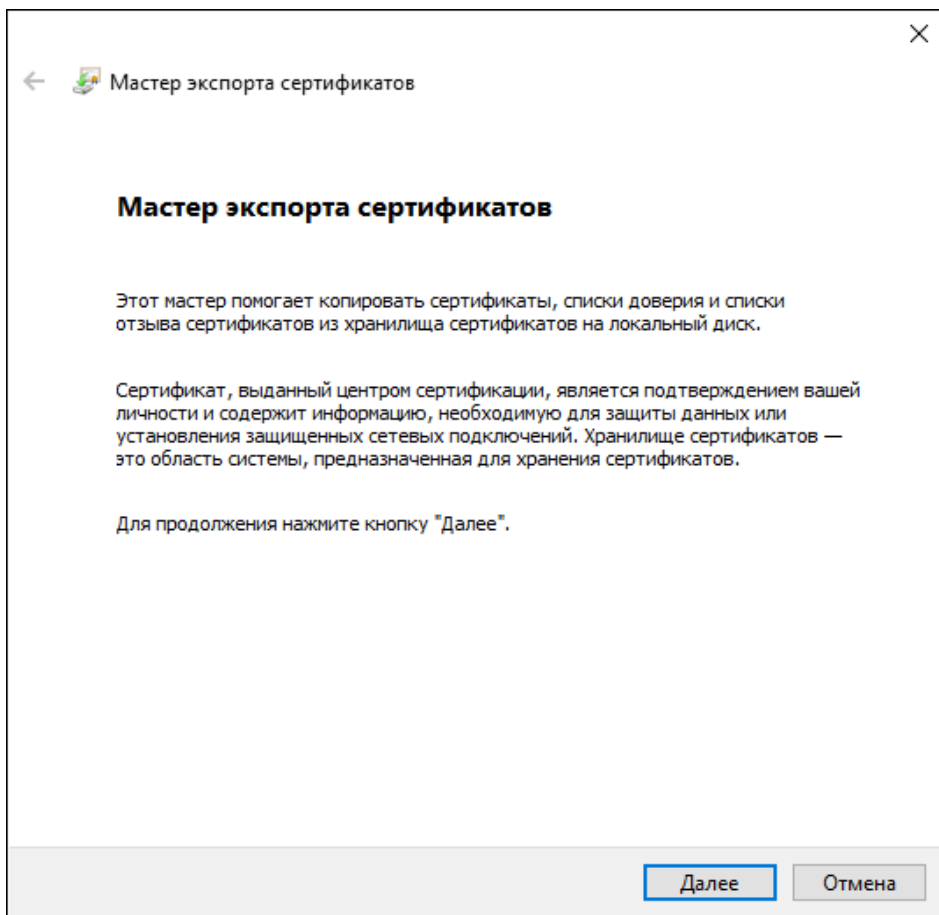 Мастер экспорта сертификатов
Мастер экспорта сертификатов
Этот мастер помогает копировать сертификаты, списки доверия и списки
отзыва сертификатов из хранилища сертификатов на локальный диск.
Сертификат, выданный центром сертификации, является подтверждением вашей
личности и содержит информацию, необходимую для защиты данных или
установления защищенных сетевых подключений. Хранилище сертификатов —
это область системы, предназначенная для хранения сертификатов.
Для продолжения нажмите кнопку "Далее".
Далее
Отмена